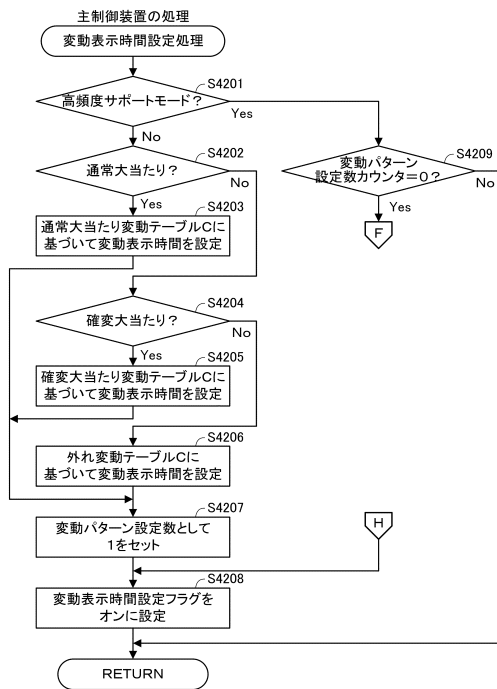 主制御装置の処理
変動表示時間設定処理
S4201
高頻度サポートモード？
Yes
No
S4202
通常大当たり？
No
Yes
S4203
通常大当たり変動テーブルCに
基づいて変動表示時間を設定
S4204
確変大当たり？
No
Yes
S4205
確変大当たり変動テーブルCに
基づいて変動表示時間を設定
S4206
外れ変動テーブルCに
基づいて変動表示時間を設定
S4207
変動パターン設定数として
1をセット
S4208
変動表示時間設定フラグを
オンに設定
RETURN
S4209
変動パターン
設定数カウンタ＝0？
No
Yes
F
H